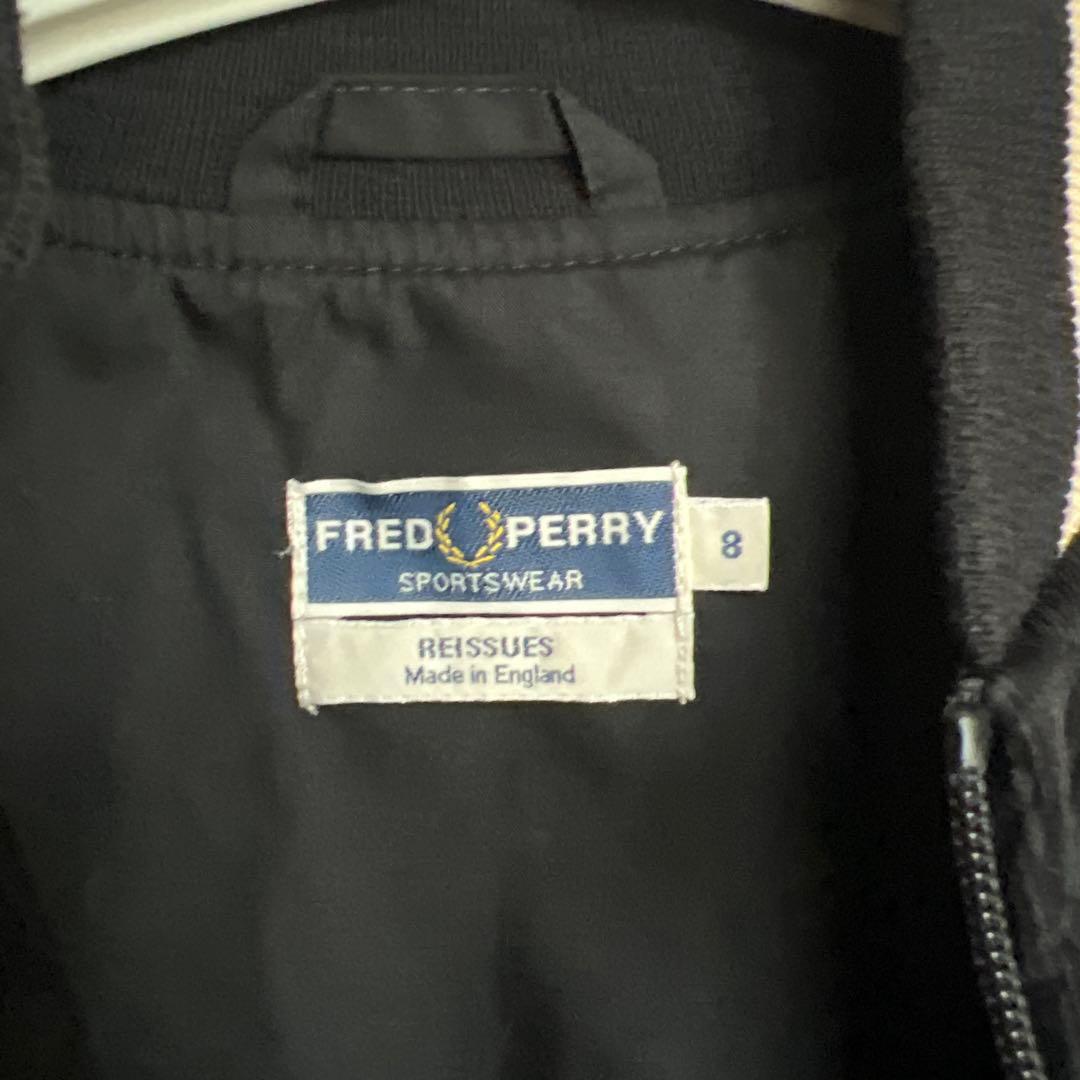 FRED PERRY
SPORTSWEAR
8
REISSUES
Made in England